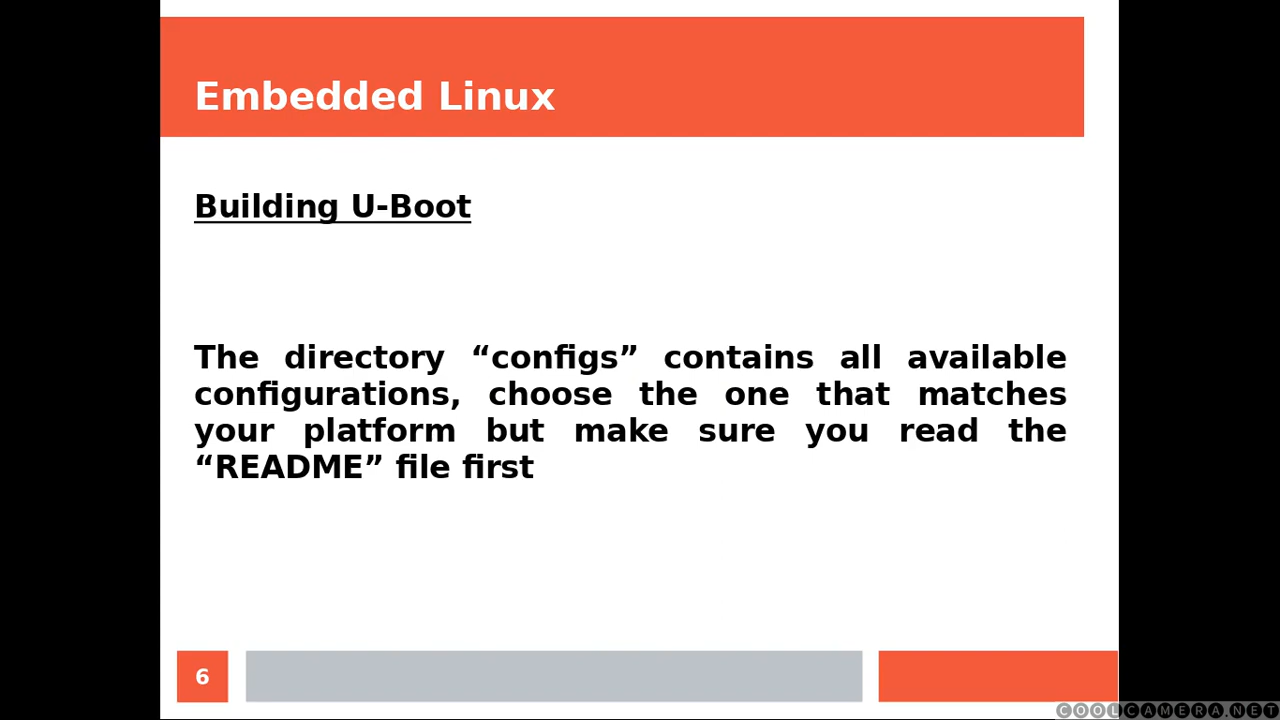 Embedded Linux
Building U-Boot
The directory “configs” contains all available
configurations, choose the one that matches
your platform but make sure you read the
“README” file first
6
COOLCAMERA.NET